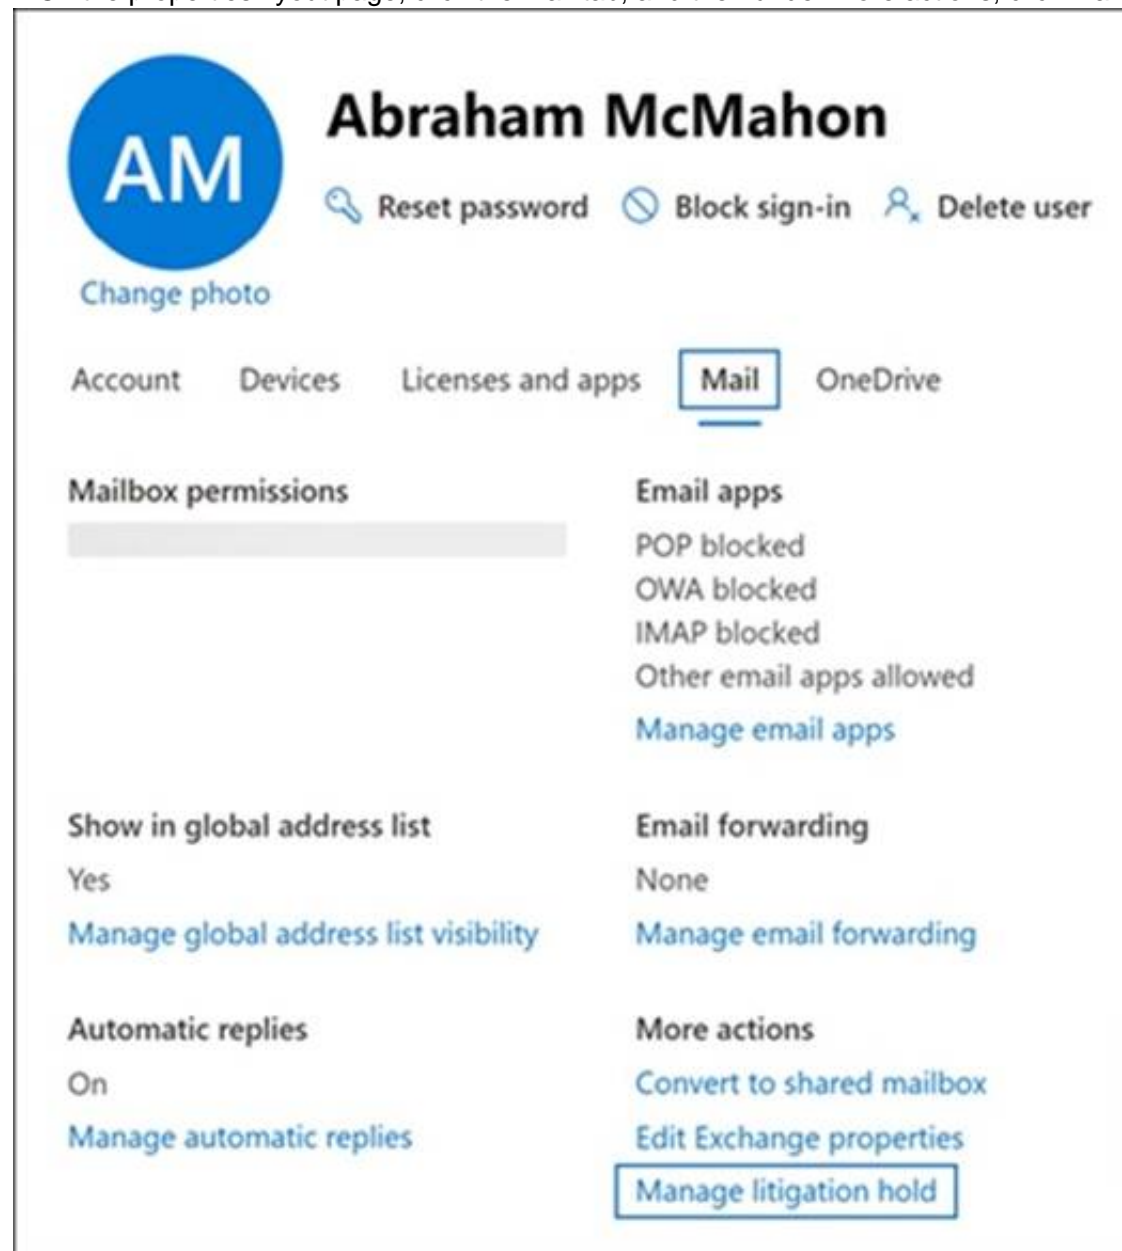 Abraham McMahon
AM
Reset password Block sign-in Delete user
Change photo
Account Devices Licenses and apps Mail OneDrive
Mailbox permissions
Email apps
POP blocked
OWA blocked
IMAP blocked
Other email apps allowed
Manage email apps
Show in global address list
Yes
Manage global address list visibility
Email forwarding
None
Manage email forwarding
Automatic replies
On
Manage automatic replies
More actions
Convert to shared mailbox
Edit Exchange properties
Manage litigation hold